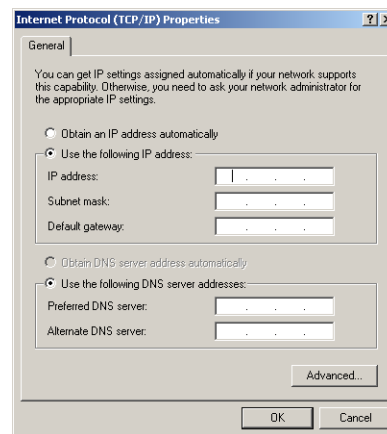 Internet Protocol (TCP/IP) Properties
General
You can get IP settings assigned automatically if your network supports
this capability. Otherwise, you need to ask your network administrator for
the appropriate IP settings.
Obtain an IP address automatically
Use the following IP address:
IP address:
Subnet mask:
Default gateway:
Obtain DNS server address automatically
Use the following DNS server addresses:
Preferred DNS server:
Alternate DNS server:
Advanced...
OK Cancel